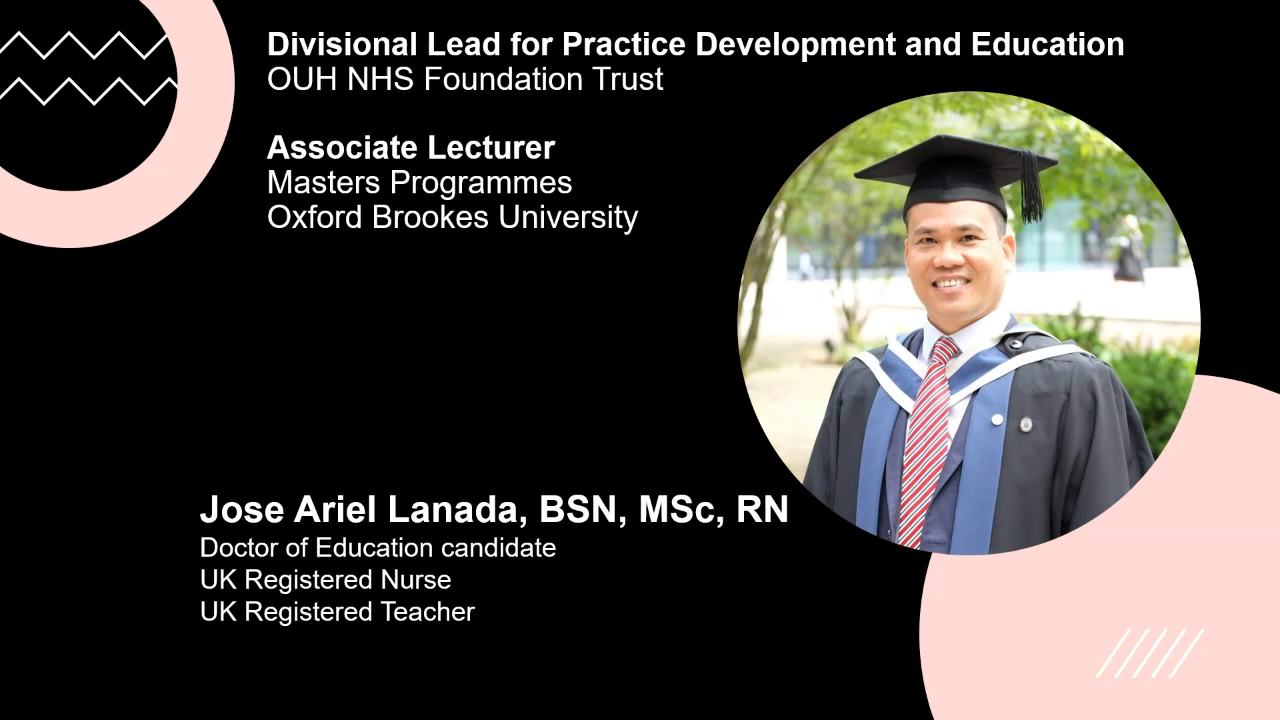 Divisional Lead for Practice Development and Education
OUH NHS Foundation Trust
Associate Lecturer
Masters Programmes
Oxford Brookes University
Jose Ariel Lanada, BSN, MSc, RN
Doctor of Education candidate
UK Registered Nurse
UK Registered Teacher